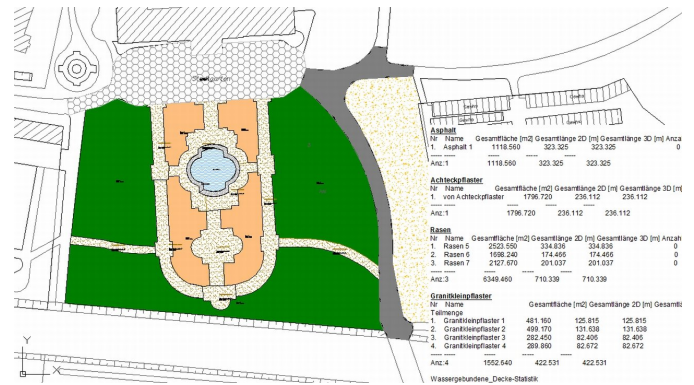 Stadtgarten
Garten
Y
X
Asphalt
Nr Name Gesamtfläche [m2] Gesamtlänge 2D [m] Gesamtlänge 3D [m] Anzah
1. Asphalt 1 1118.560 323.325 323.325 0
----- ----- ----- -----
Anz:1 1118.560 323.325 323.325
Achteckpflaster
Nr Name Gesamtfläche [m2] Gesamtlänge 2D [m] Gesamtlänge 3D [m]
1. von Achteckpflaster 1796.720 236.112 236.112
----- ----- ----- ----- -----
Anz:1 1796.720 236.112 236.112
Rasen
Nr Name Gesamtfläche [m2] Gesamtlänge 2D [m] Gesamtlänge 3D [m] Anzah
1. Rasen 5 2523.550 334.836 334.836 0
2. Rasen 6 1698.240 174.466 174.466 0
3. Rasen 7 2127.670 201.037 201.037 0
----- ----- ----- -----
Anz:3 6349.460 710.339 710.339
Granitkleinpflaster
Nr Name Gesamtfläche [m2] Gesamtlänge 2D [m] Gesamtlä
Teilmenge
1. Granitkleinpflaster 1 481.160 125.815 125.815
2. Granitkleinpflaster 2 499.170 131.638 131.638
3. Granitkleinpflaster 3 282.450 82.406 82.406
4. Granitkleinpflaster 4 289.860 82.672 82.672
----- ----- ----- ----- -----
Anz:4 1552.640 422.531 422.531
Wassergebundene_Decke-Statistik